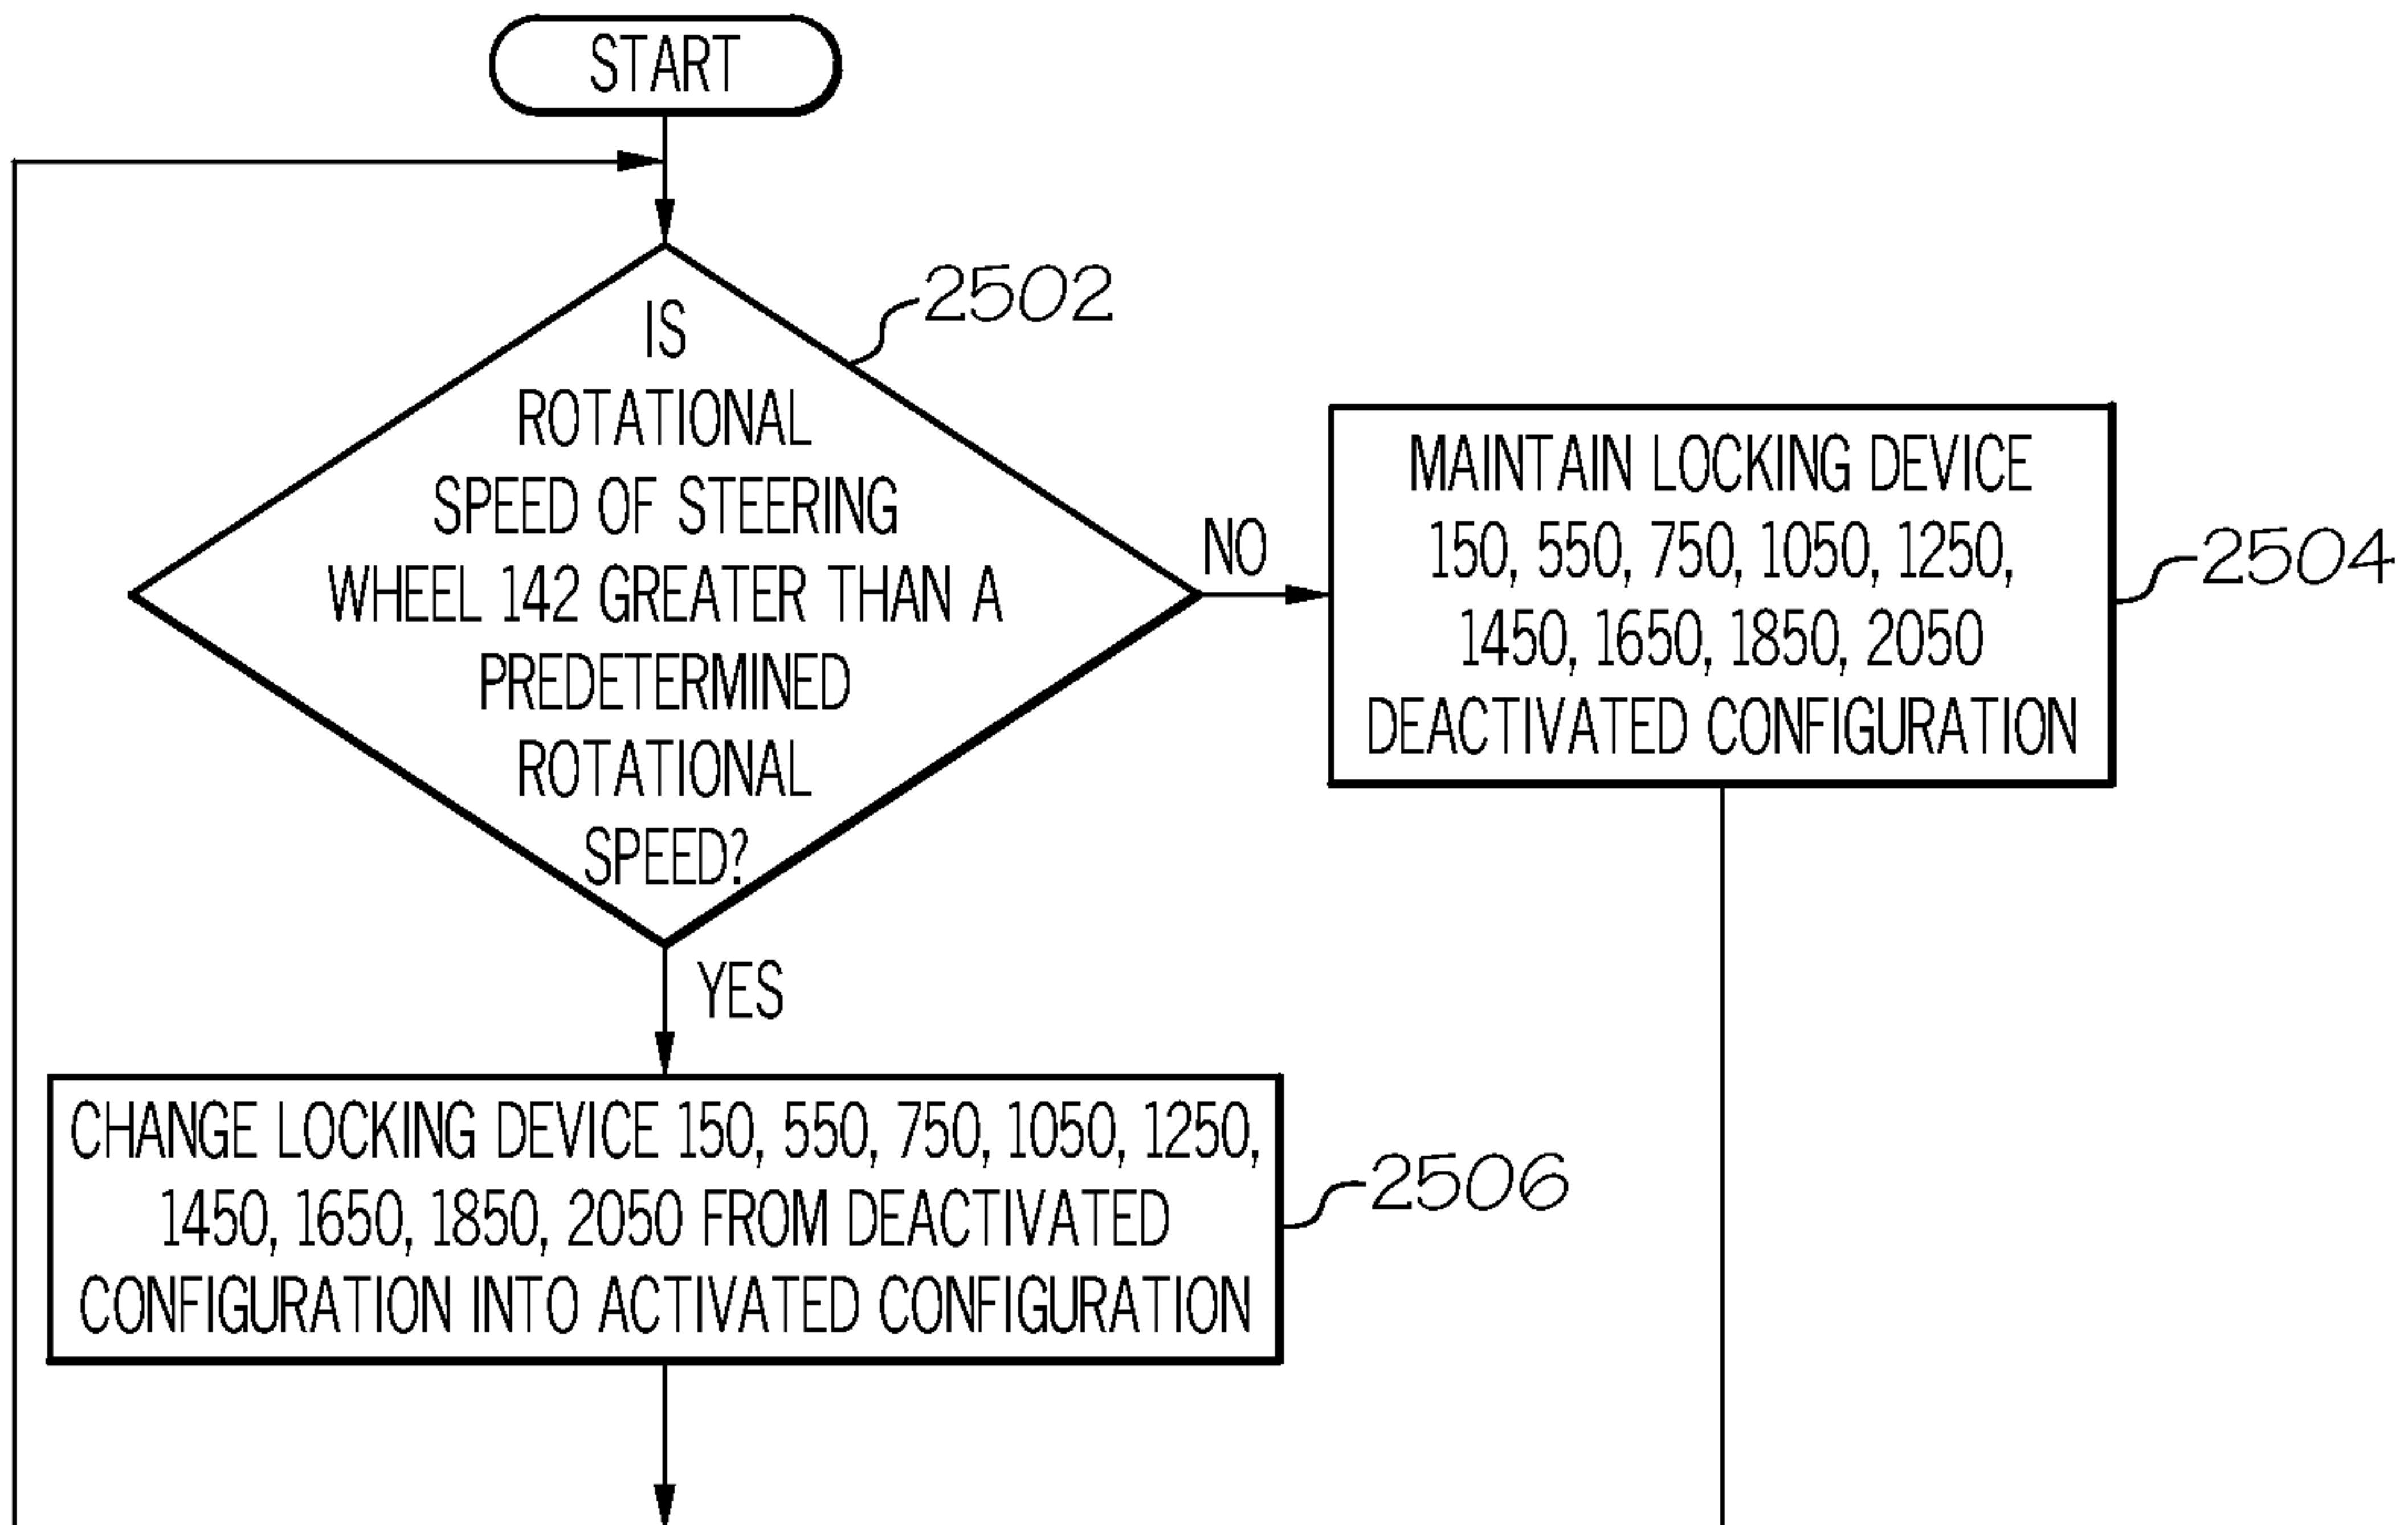 START
2502
IS
ROTATIONAL
SPEED OF STEERING
WHEEL 142 GREATER THAN A
PREDETERMINED
ROTATIONAL
SPEED?
NO
MAINTAIN LOCKING DEVICE
150, 550, 750, 1050, 1250,
1450, 1650, 1850, 2050
DEACTIVATED CONFIGURATION
2504
YES
CHANGE LOCKING DEVICE 150, 550, 750, 1050, 1250,
1450, 1650, 1850, 2050 FROM DEACTIVATED
CONFIGURATION INTO ACTIVATED CONFIGURATION
2506